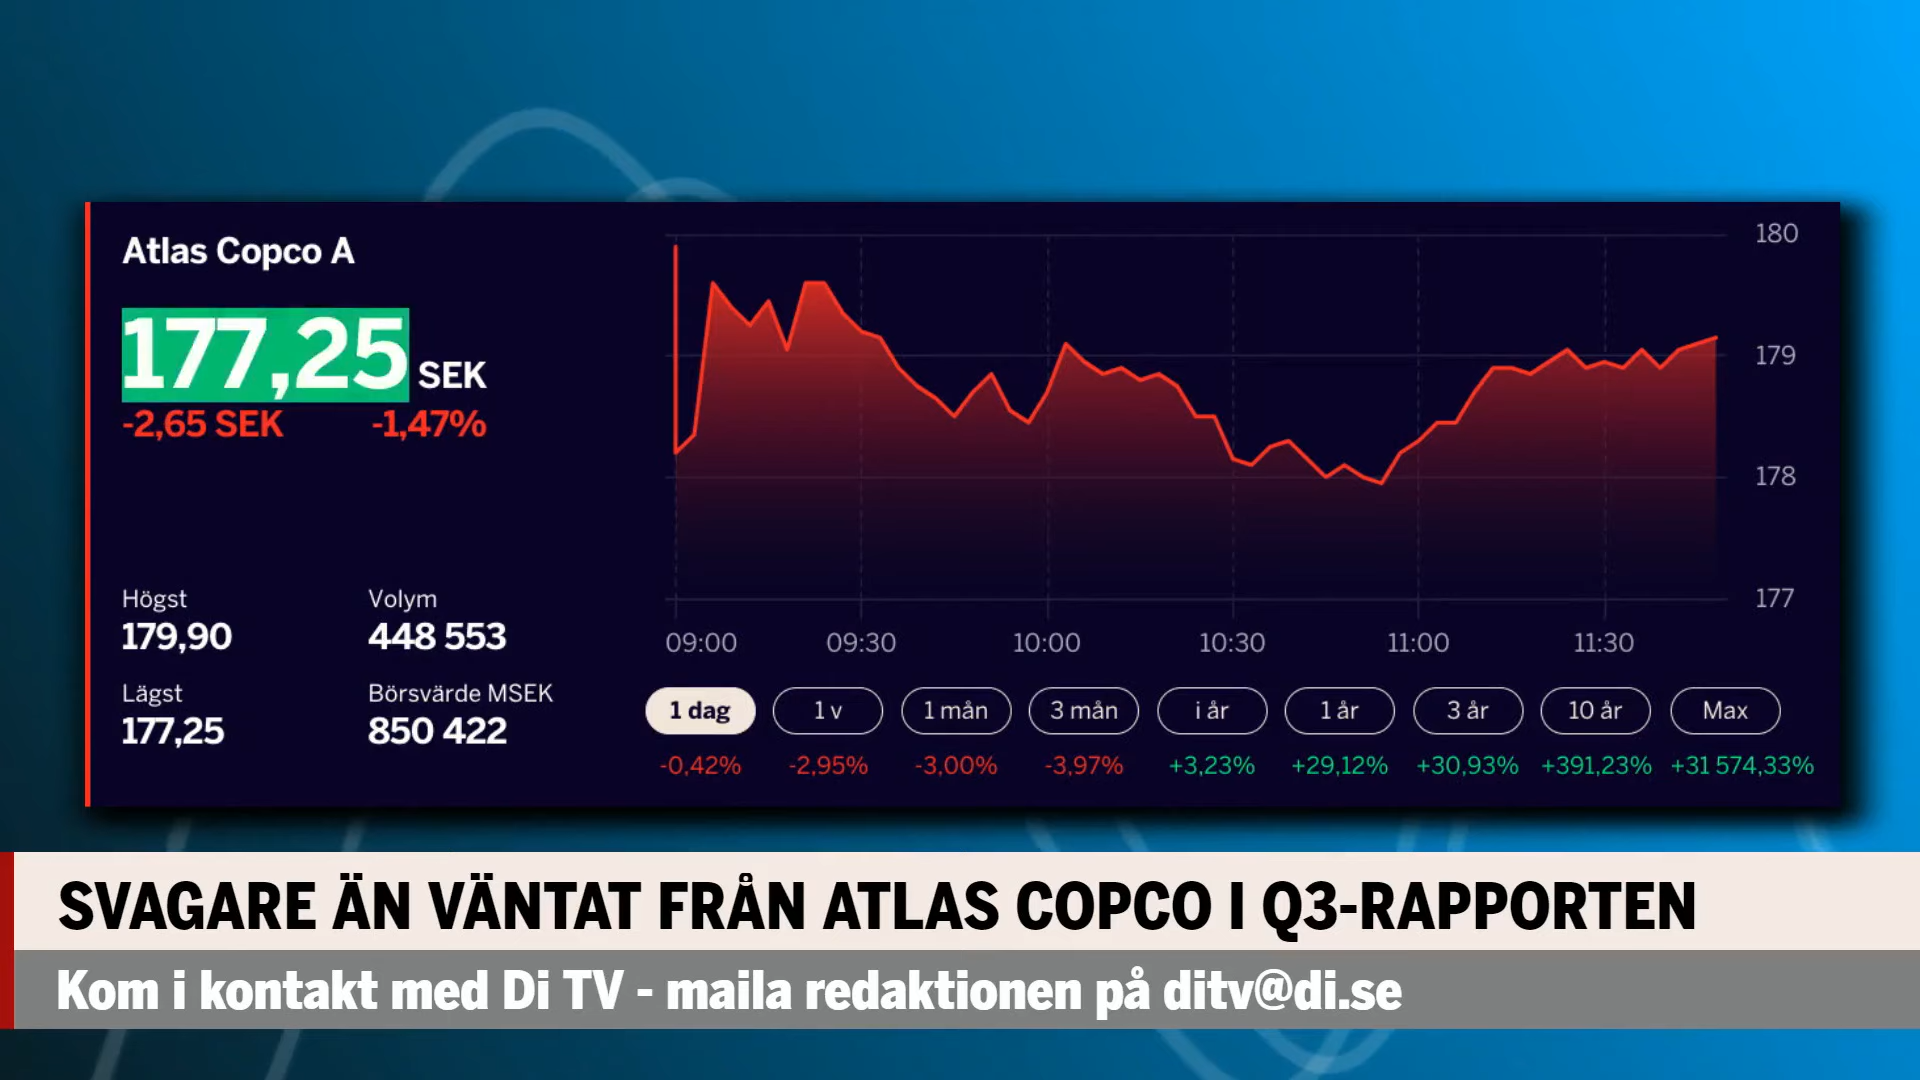 Atlas Copco A
177,25 SEK
-2,65 SEK -1,47%
Högst Volym
179,90 448 553
Lägst Börsvärde MSEK
177,25 850 422
180
179
178
177
09:00 09:30 10:00 10:30 11:00 11:30
1 dag 1 v 1 mån 3 mån i år 1 år 3 år 10 år Max
-0,42% -2,95% -3,00% -3,97% +3,23% +29,12% +30,93% +391,23% +31 574,33%
SVAGARE ÄN VÄNTAT FRÅN ATLAS COPCO I Q3-RAPPORTEN
Kom i kontakt med Di TV - maila redaktionen på ditv@di.se